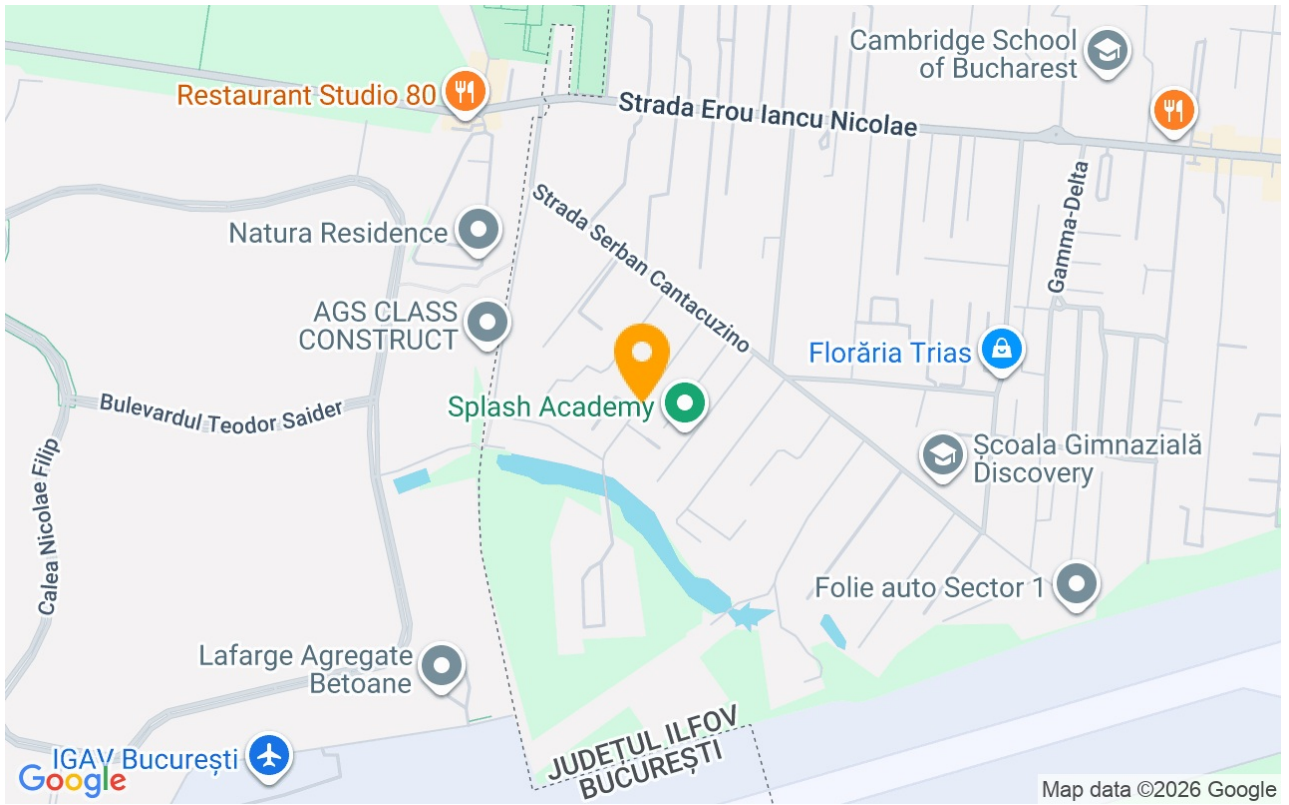 Cambridge School
of Bucharest
Restaurant Studio 80
Strada Erou Iancu Nicolae
Strada Serban Cantacuzino
Gamma-Delta
Natura Residence
AGS CLASS
CONSTRUCT
Florăria Trias
Bulevardul Teodor Saider
Splash Academy
Calea Nicolae Filip
Școala Gimnazială
Discovery
Folie auto Sector 1
Lafarge Agregate
Betoane
JUDEȚUL ILFOV
BUCUREȘTI
IGAV București
Google
Map data ©2026 Google